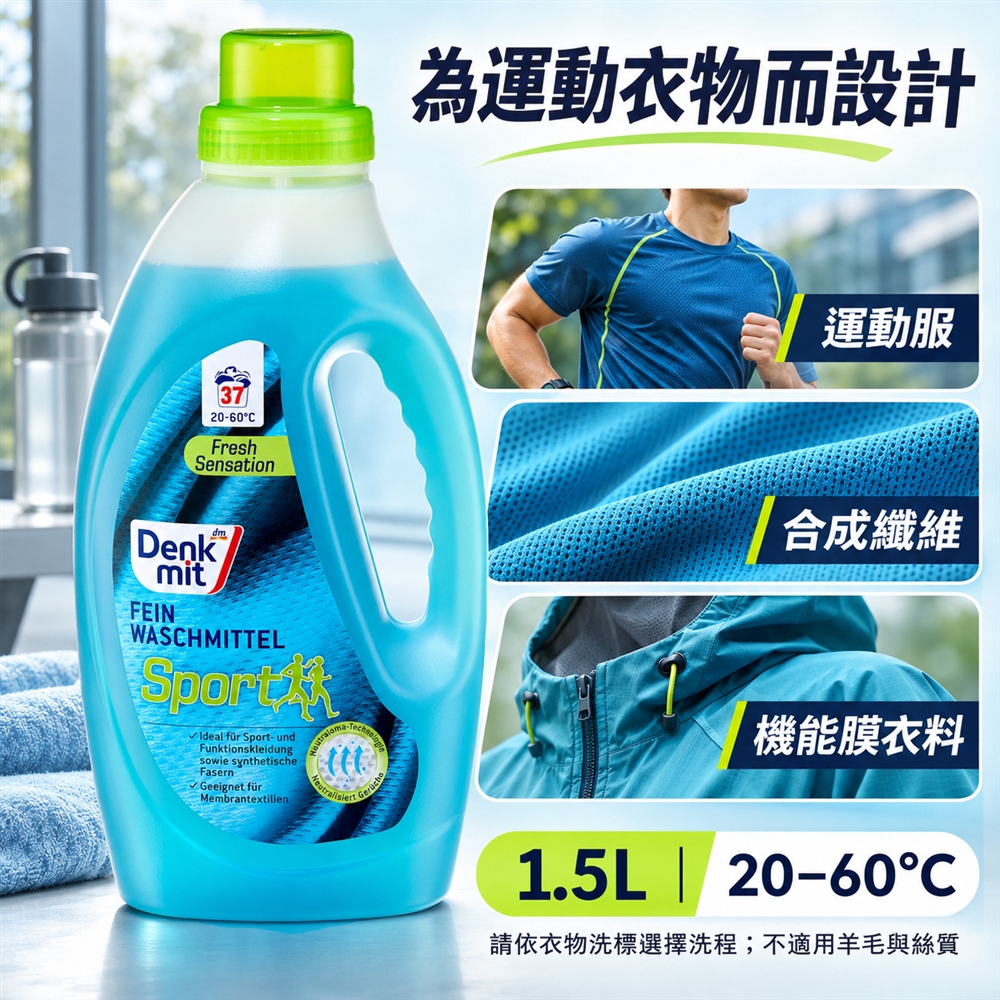 為運動衣物而設計
37
20-60°C
Fresh
Sensation
dm
Denk
mit
FEIN
WASCHMITTEL
Sport
✓Ideal für Sport- und
Funktionskleidung
sowie synthetische
Fasern
✓Geeignet für
Membrantextilien
Neutraloma-Technologie
Neutralisiert Gerüche
運動服
合成纖維
機能膜衣料
1.5L | 20–60°C
請依衣物洗標選擇洗程；不適用羊毛與絲質